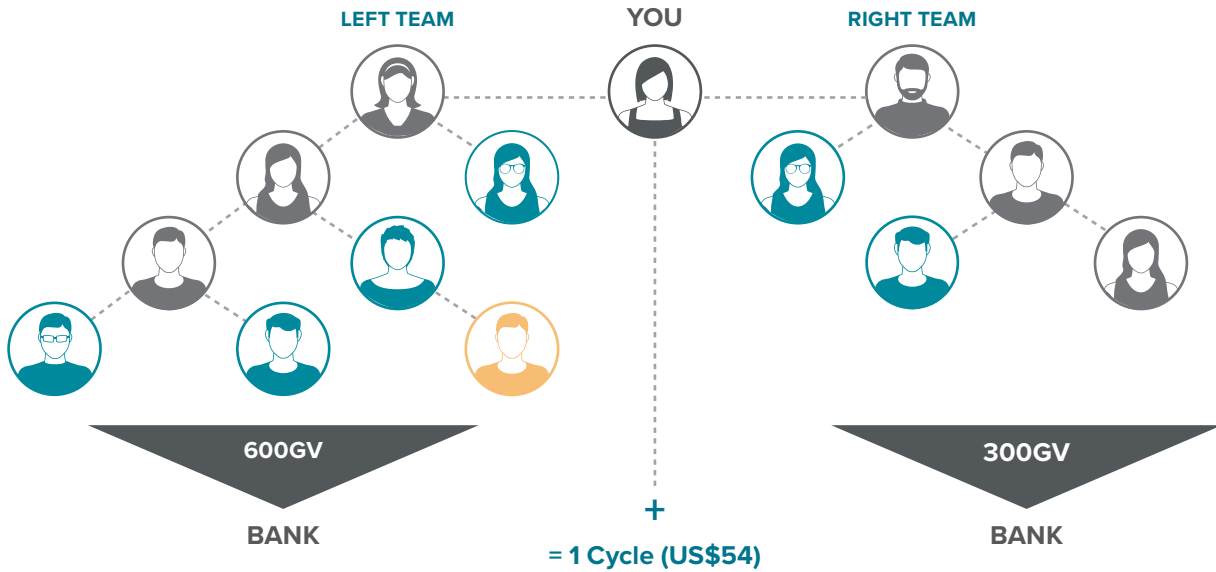 LEFT TEAM
YOU
RIGHT TEAM
600GV
300GV
BANK
+
BANK
= 1 Cycle (US$54)